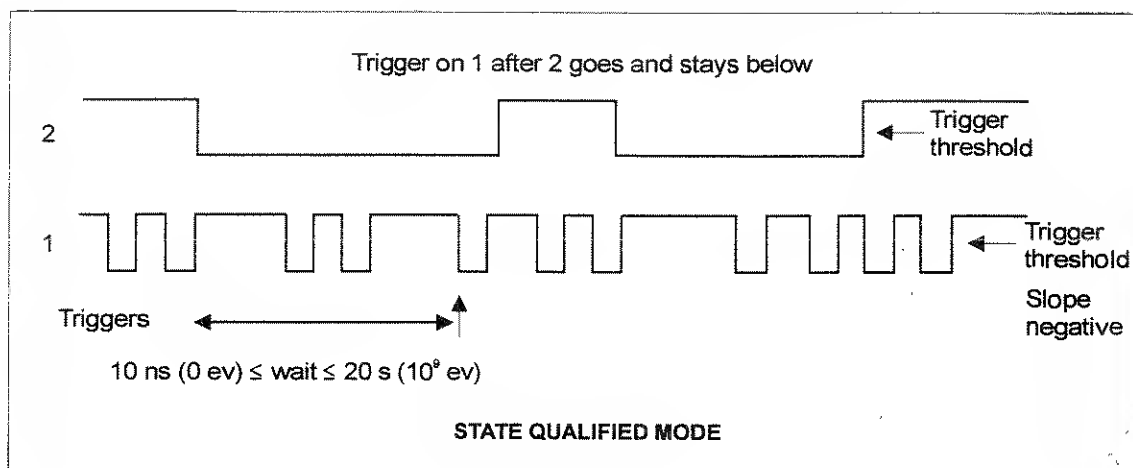 Trigger on 1 after 2 goes and stays below
2
Trigger
threshold
1
Trigger
threshold
Slope
negative
Triggers
10 ns (0 ev) ≤ wait ≤ 20 s (10⁹ ev)
STATE QUALIFIED MODE